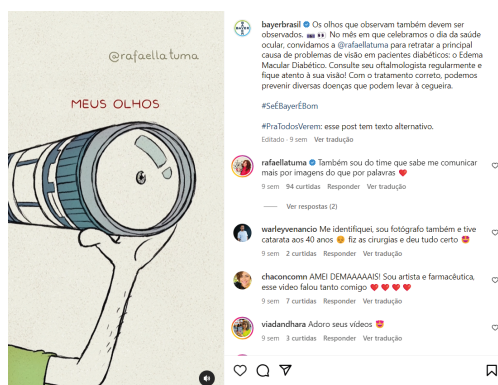 @rafaellatuma
MEUS OLHOS
bayerbrasil Os olhos que observam também devem ser
observados. 📷 👀 No mês em que celebramos o dia da saúde
ocular, convidamos a @rafaellatuma para retratar a principal
causa de problemas de visão em pacientes diabéticos: o Edema
Macular Diabético. Consulte seu oftalmologista regularmente e
fique atento à sua visão! Com o tratamento correto, podemos
prevenir diversas doenças que podem levar à cegueira.
#SeÉBayerÉBom
#PraTodosVerem: esse post tem texto alternativo.
Editado · 9 sem Ver tradução
rafaellatuma Também sou do time que sabe me comunicar
mais por imagens do que por palavras ❤️
9 sem 94 curtidas Responder Ver tradução
Ver respostas (2)
warleyvenancio Me identifiquei, sou fotógrafo também e tive
catarata aos 40 anos 😢 fiz as cirurgias e deu tudo certo 😍
9 sem 2 curtidas Responder Ver tradução
chaconcomn AMEI DEMAAAAAIS! Sou artista e farmacêutica,
esse video falou tanto comigo ❤️ ❤️ ❤️ ❤️
9 sem 7 curtidas Responder Ver tradução
viadandhara Adoro seus vídeos 😍
9 sem 3 curtidas Responder Ver tradução